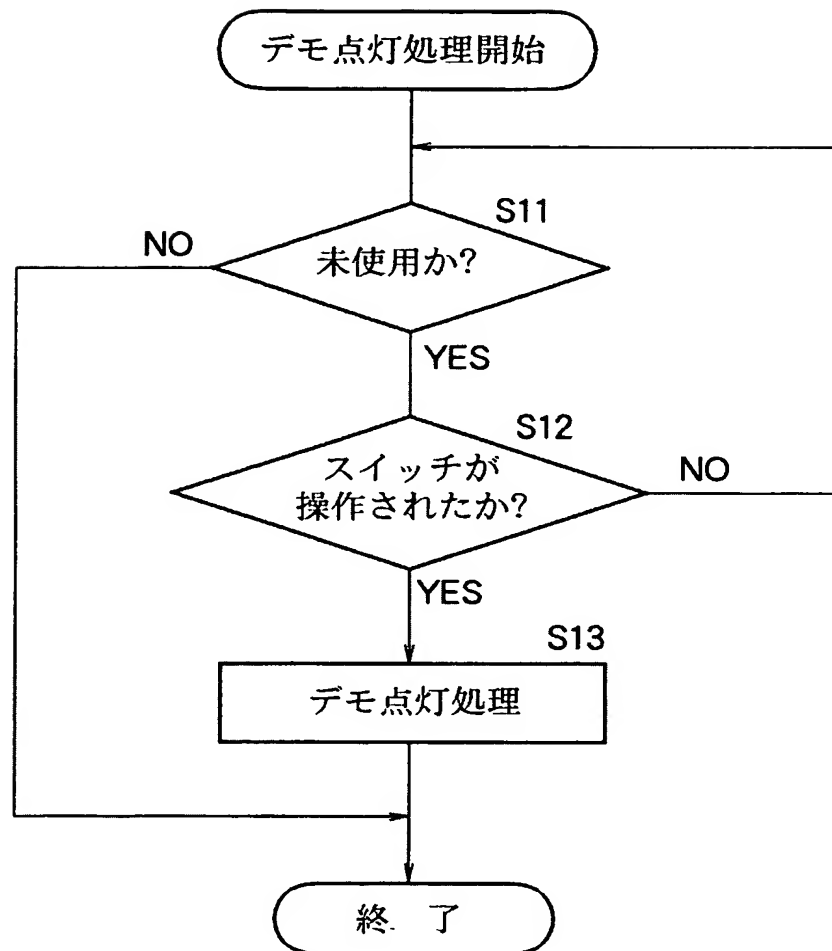 デモ点灯処理開始
S11
NO
未使用か?
YES
S12
スイッチが
操作されたか?
NO
YES
S13
デモ点灯処理
終 了